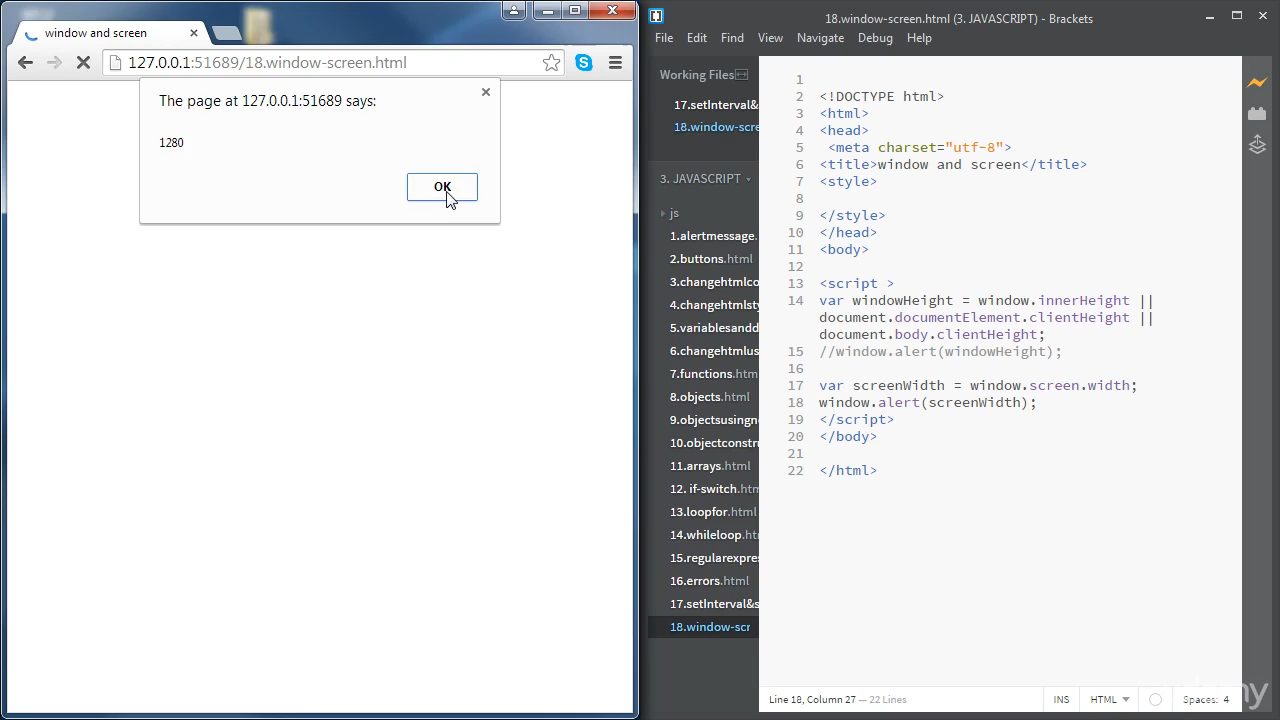 window and screen
127.0.0.1:51689/18.window-screen.html
The page at 127.0.0.1:51689 says:
1280
OK
18.window-screen.html (3. JAVASCRIPT) - Brackets
File Edit Find View Navigate Debug Help
Working Files
17.setInterval&s
18.window-scre
3. JAVASCRIPT
js
1.alertmessage.
2.buttons.html
3.changehtmlco
4.changehtmlsty
5.variablesandd
6.changehtmlus
7.functions.htm
8.objects.html
9.objectsusingne
10.objectconstru
11.arrays.html
12. if-switch.htm
13.loopfor.html
14.whileloop.htm
15.regularexpres
16.errors.html
17.setInterval&s
18.window-scr
1
2 <!DOCTYPE html>
3 <html>
4 <head>
5 <meta charset="utf-8">
6 <title>window and screen</title>
7 <style>
8
9 </style>
10 </head>
11 <body>
12
13 <script >
14 var windowHeight = window.innerHeight ||
document.documentElement.clientHeight ||
document.body.clientHeight;
15 //window.alert(windowHeight);
16
17 var screenWidth = window.screen.width;
18 window.alert(screenWidth);
19 </script>
20 </body>
21
22 </html>
Line 18, Column 27 — 22 Lines
INS HTML Spaces: 4